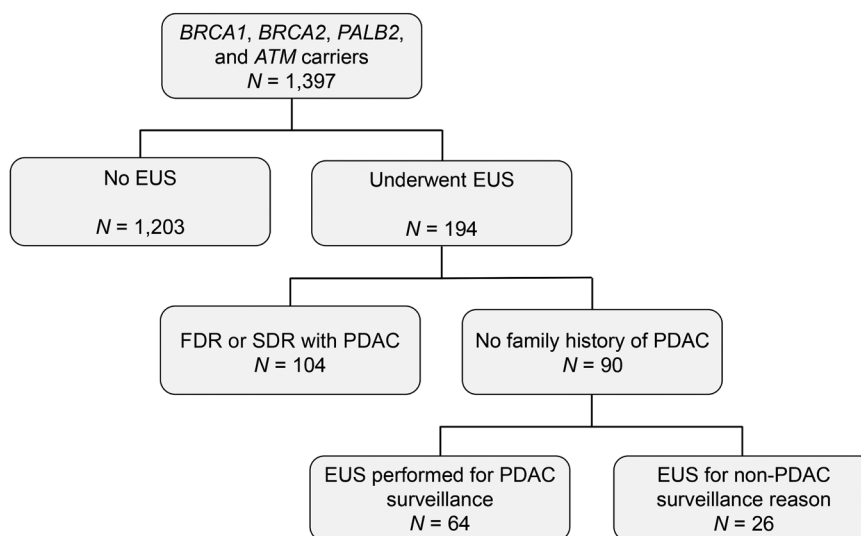 BRCA1, BRCA2, PALB2,
and ATM carriers
N = 1,397
No EUS
N = 1,203
Underwent EUS
N = 194
FDR or SDR with PDAC
N = 104
No family history of PDAC
N = 90
EUS performed for PDAC
surveillance
N = 64
EUS for non-PDAC
surveillance reason
N = 26